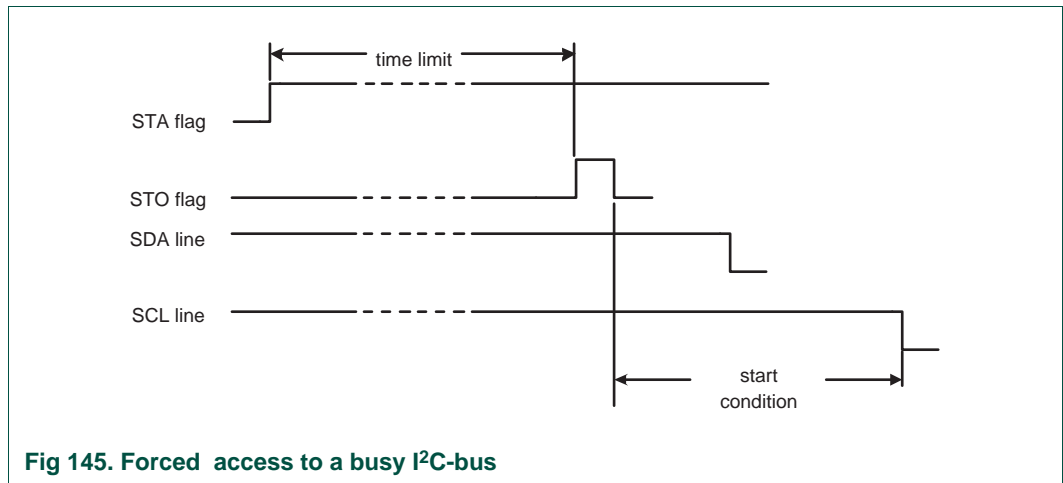 time limit
STA flag
STO flag
SDA line
SCL line
start
condition
Fig 145. Forced access to a busy I²C-bus